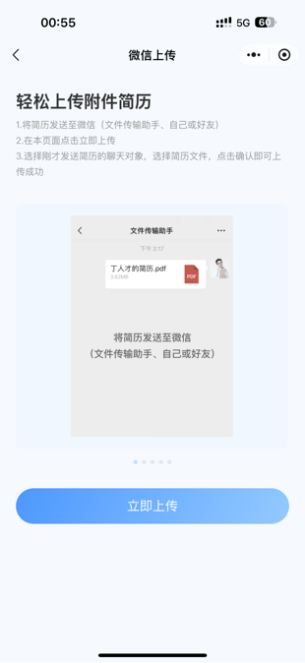 00:55
5G
60
微信上传
轻松上传附件简历
1.将简历发送至微信（文件传输助手、自己或好友）
2.在本页面点击立即上传
3.选择刚才发送简历的聊天对象，选择简历文件，点击确认即可上
传成功
文件传输助手
丁人才的简历.pdf
PDF
将简历发送至微信
（文件传输助手、自己或好友）
立即上传